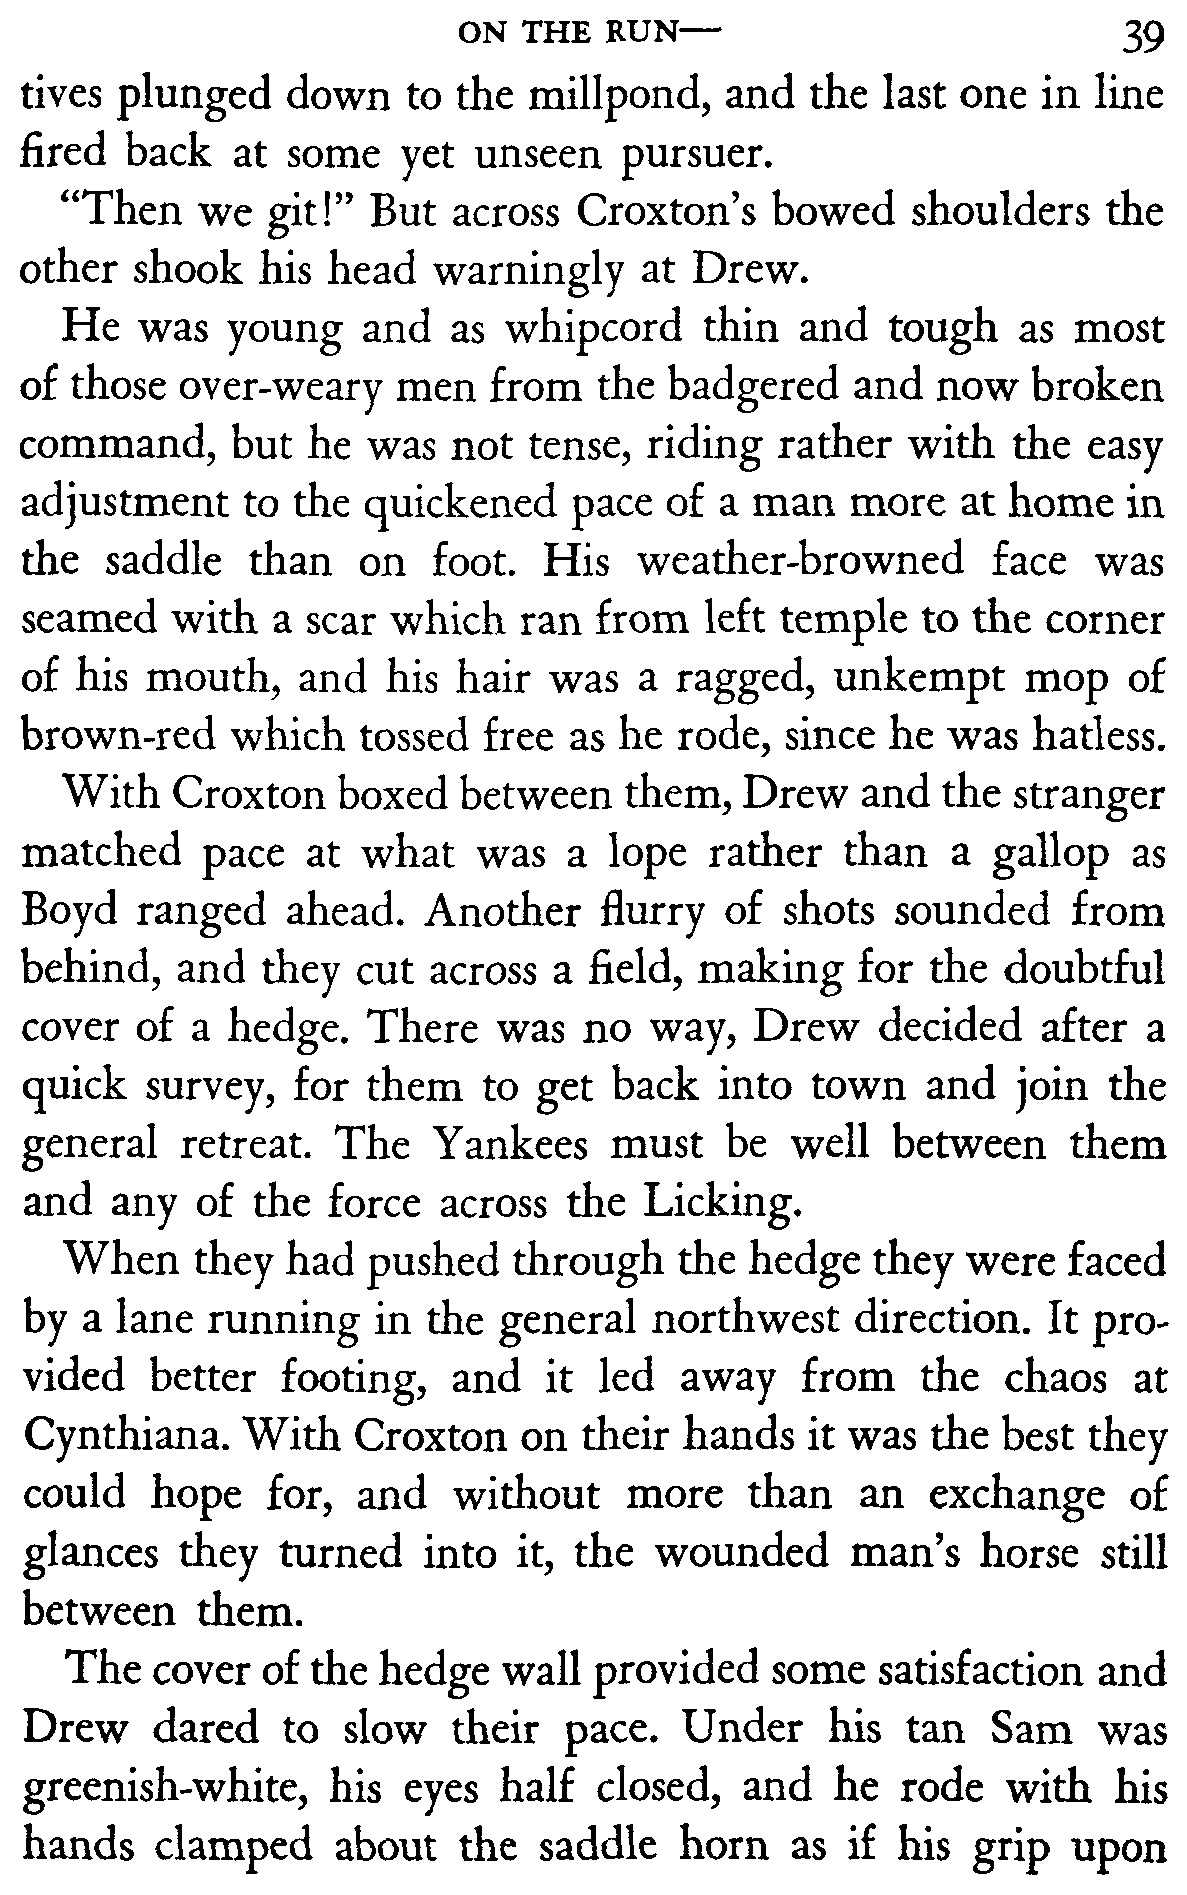 ON THE RUN— 39
tives plunged down to the millpond, and the last one in line
fired back at some yet unseen pursuer.
“Then we git!” But across Croxton’s bowed shoulders the
other shook his head warningly at Drew.
He was young and as whipcord thin and tough as most
of those over-weary men from the badgered and now broken
command, but he was not tense, riding rather with the easy
adjustment to the quickened pace of a man more at home in
the saddle than on foot. His weather-browned face was
seamed with a scar which ran from left temple to the corner
of his mouth, and his hair was a ragged, unkempt mop of
brown-red which tossed free as he rode, since he was hatless.
With Croxton boxed between them, Drew and the stranger
matched pace at what was a lope rather than a gallop as
Boyd ranged ahead. Another flurry of shots sounded from
behind, and they cut across a field, making for the doubtful
cover of a hedge. There was no way, Drew decided after a
quick survey, for them to get back into town and join the
general retreat. The Yankees must be well between them
and any of the force across the Licking.
When they had pushed through the hedge they were faced
by a lane running in the general northwest direction. It pro-
vided better footing, and it led away from the chaos at
Cynthiana. With Croxton on their hands it was the best they
could hope for, and without more than an exchange of
glances they turned into it, the wounded man’s horse still
between them.
The cover of the hedge wall provided some satisfaction and
Drew dared to slow their pace. Under his tan Sam was
greenish-white, his eyes half closed, and he rode with his
hands clamped about the saddle horn as if his grip upon